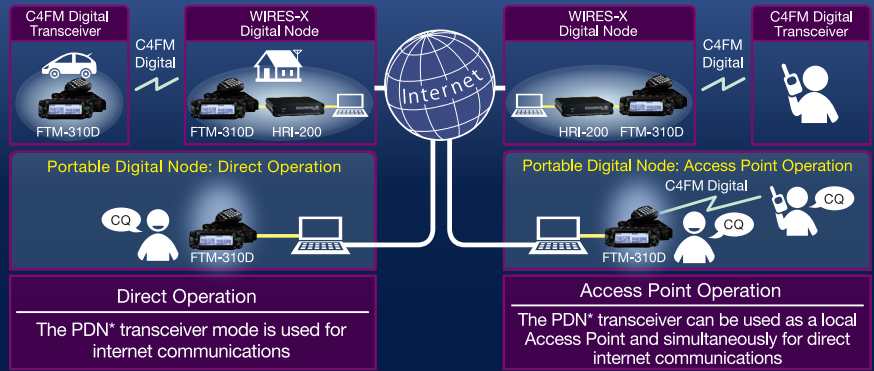 C4FM Digital
Transceiver
C4FM
Digital
FTM-310D
WIRES-X
Digital Node
FTM-310D
HRI-200
Internet
WIRES-X
Digital Node
HRI-200
FTM-310D
C4FM
Digital
C4FM Digital
Transceiver
Portable Digital Node: Direct Operation
CQ
FTM-310D
Portable Digital Node: Access Point Operation
C4FM Digital
FTM-310D
CQ
CQ
Direct Operation
The PDN* transceiver mode is used for
internet communications
Access Point Operation
The PDN* transceiver can be used as a local
Access Point and simultaneously for direct
internet communications